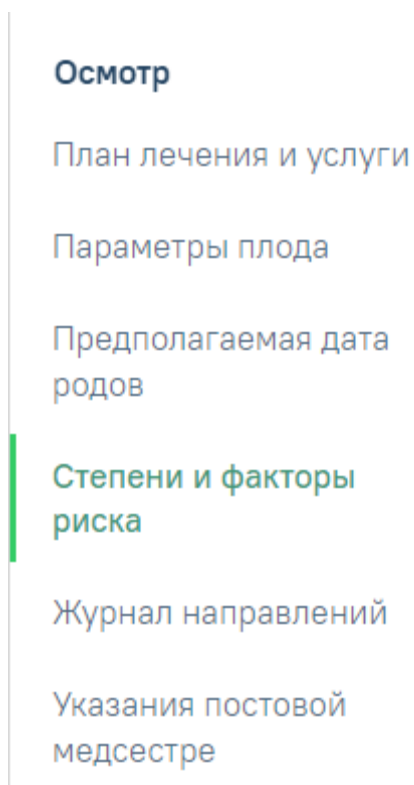 Осмотр
План лечения и услуги
Параметры плода
Предполагаемая дата
родов
Степени и факторы
риска
Журнал направлений
Указания постовой
медсестре